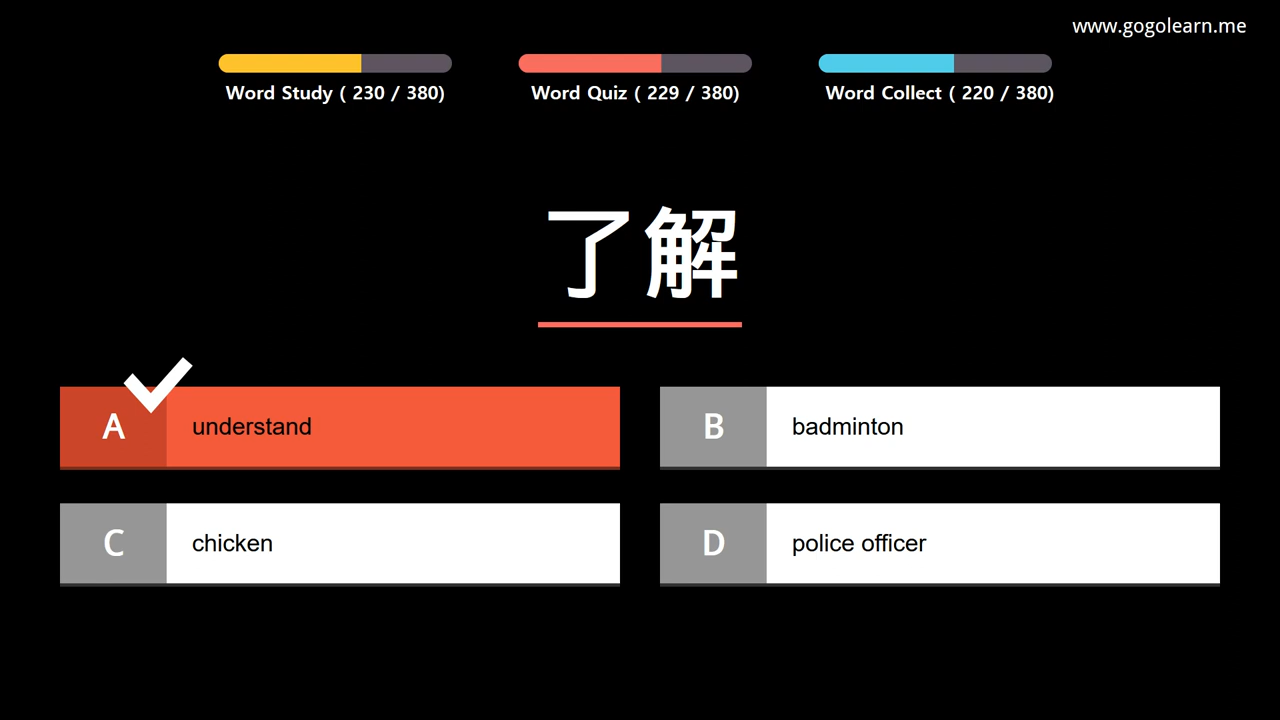 www.gogolearn.me
Word Study ( 230 / 380)
Word Quiz ( 229 / 380)
Word Collect ( 220 / 380)
了解
A understand
B badminton
C chicken
D police officer